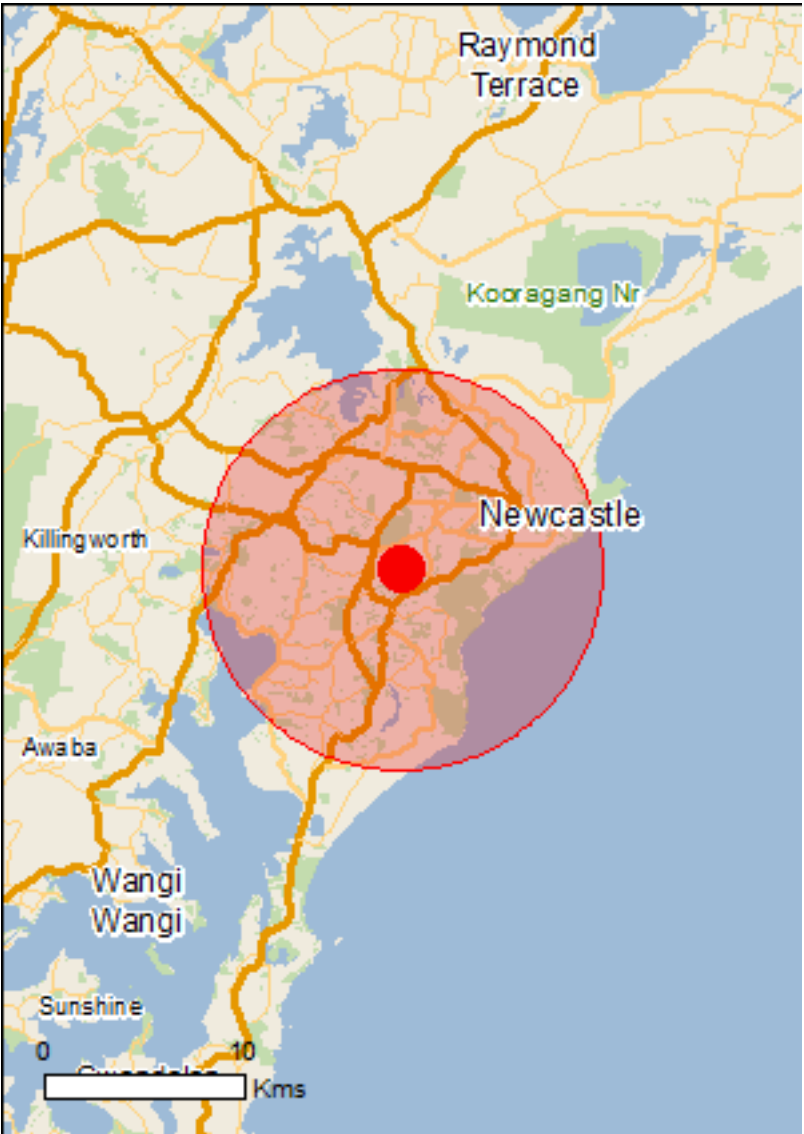 Raymond
Terrace
Kooragang Nr
Newcastle
Killingworth
Awaba
Wangi
Wangi
Sunshine
0 10
Kms